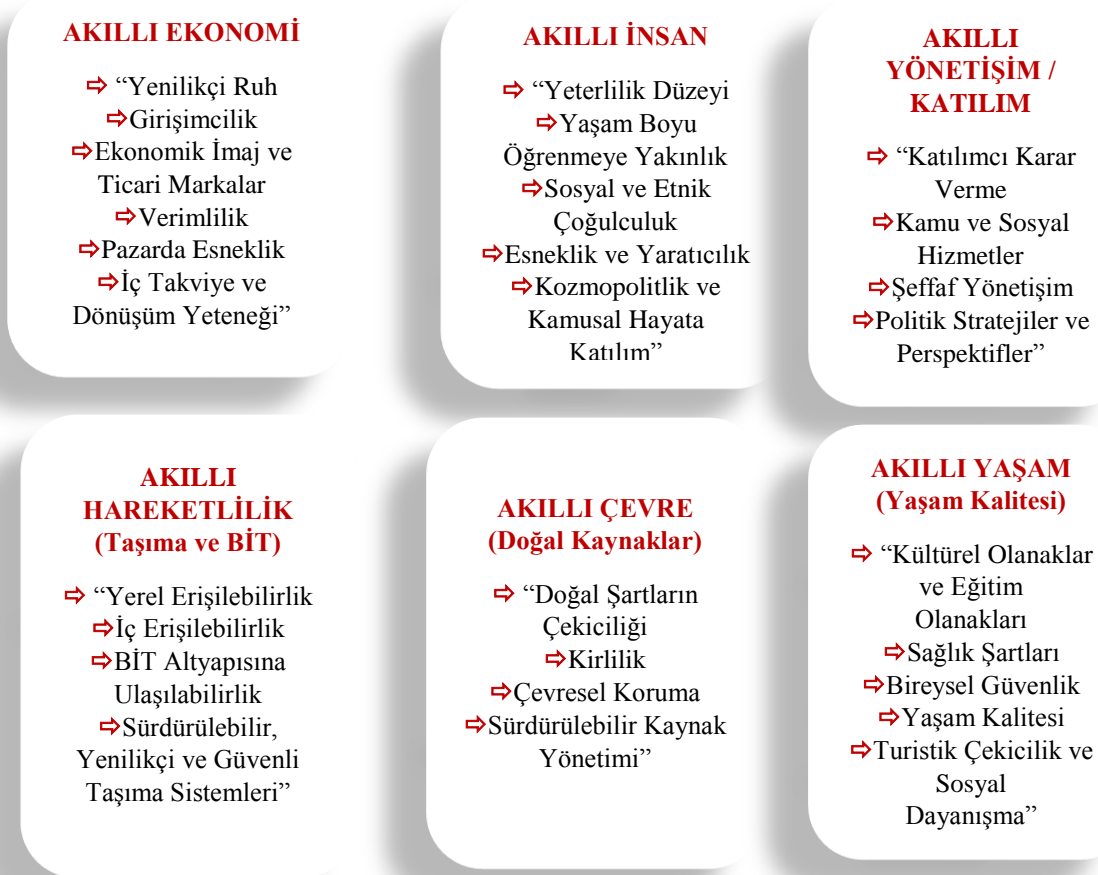 AKILLI EKONOMİ
⇨ “Yenilikçi Ruh
⇨Girişimcilik
⇨Ekonomik İmaj ve
Ticari Markalar
⇨Verimlilik
⇨Pazarda Esneklik
⇨İç Takviye ve
Dönüşüm Yeteneği”
AKILLI İNSAN
⇨ “Yeterlilik Düzeyi
⇨Yaşam Boyu
Öğrenmeye Yakınlık
⇨Sosyal ve Etnik
Çoğulculuk
⇨Esneklik ve Yaratıcılık
⇨Kozmopolitlik ve
Kamusal Hayata
Katılım”
AKILLI
YÖNETİŞİM /
KATILIM
⇨ “Katılımcı Karar
Verme
⇨Kamu ve Sosyal
Hizmetler
⇨Şeffaf Yönetişim
⇨Politik Stratejiler ve
Perspektifler”
AKILLI
HAREKETLİLİK
(Taşıma ve BİT)
⇨ “Yerel Erişilebilirlik
⇨İç Erişilebilirlik
⇨BİT Altyapısına
Ulaşılabilirlik
⇨Sürdürülebilir,
Yenilikçi ve Güvenli
Taşıma Sistemleri”
AKILLI ÇEVRE
(Doğal Kaynaklar)
⇨ “Doğal Şartların
Çekiciliği
⇨Kirlilik
⇨Çevresel Koruma
⇨Sürdürülebilir Kaynak
Yönetimi”
AKILLI YAŞAM
(Yaşam Kalitesi)
⇨ “Kültürel Olanaklar
ve Eğitim
Olanakları
⇨Sağlık Şartları
⇨Bireysel Güvenlik
⇨Yaşam Kalitesi
⇨Turistik Çekicilik ve
Sosyal
Dayanışma”